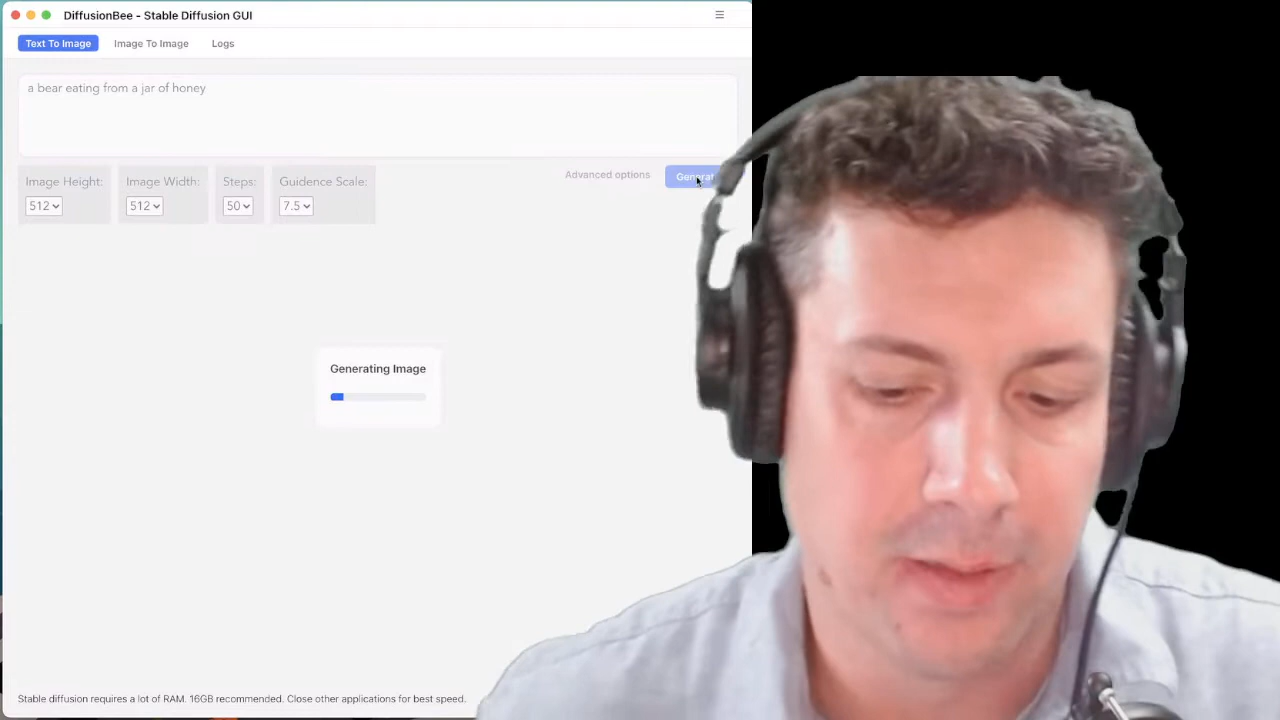 DiffusionBee - Stable Diffusion GUI
Text To Image Image To Image Logs
a bear eating from a jar of honey
Image Height: Image Width: Steps: Guidence Scale:
512 512 50 7.5
Advanced options Generat
Generating Image
Stable diffusion requires a lot of RAM. 16GB recommended. Close other applications for best speed.